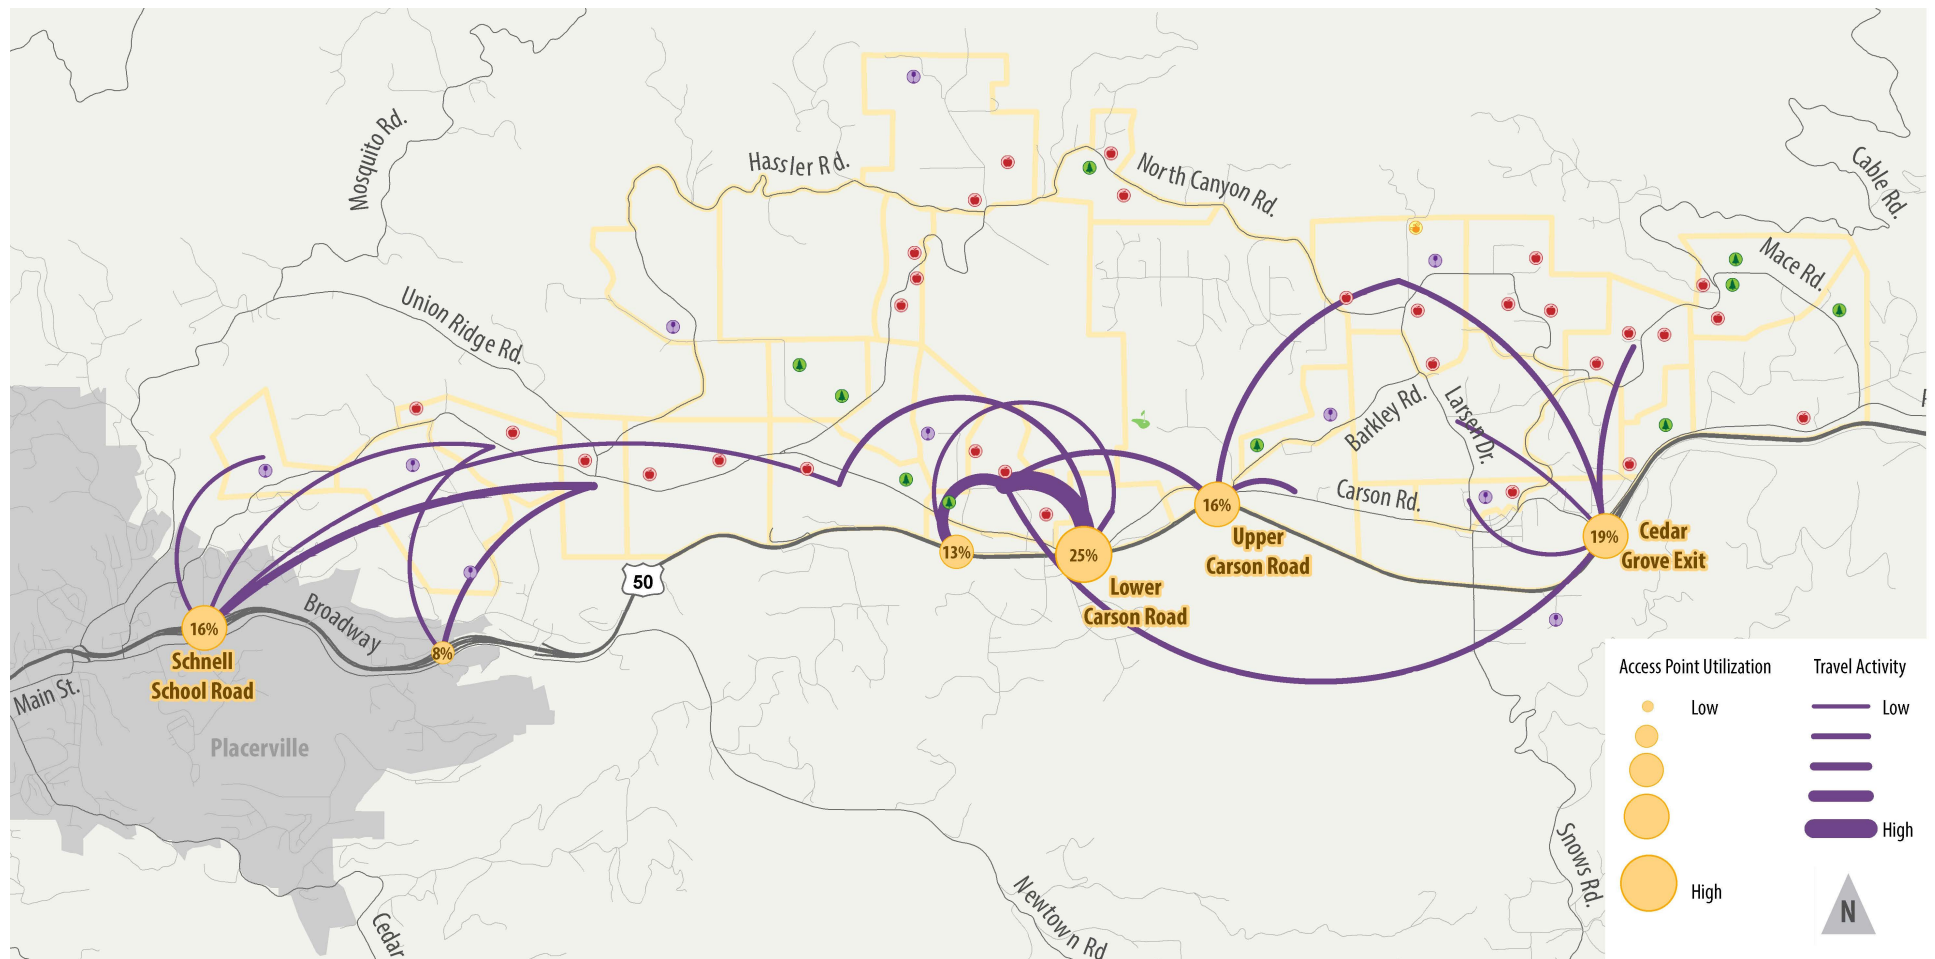 Mosquito Rd.
Hassler Rd.
North Canyon Rd.
Cable Rd.
Mace Rd.
Union Ridge Rd.
Barkley Rd.
Larsen Dr.
Carson Rd.
16%
Upper
Carson Road
19%
Cedar
Grove Exit
13%
25%
Lower
Carson Road
50
Broadway
16%
Schnell
School Road
8%
Main St.
Placerville
Cedar
Newtown Rd
Snows Rd.
Access Point Utilization
Low
High
Travel Activity
Low
High
N